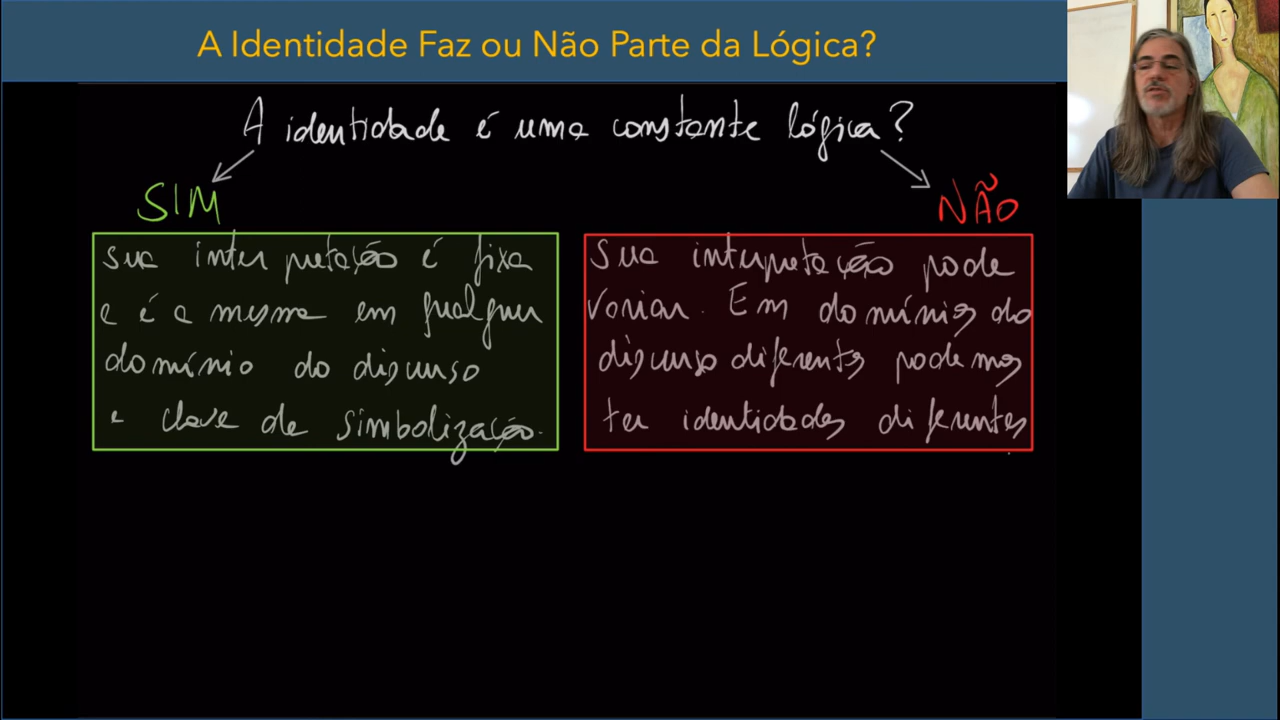 A Identidade Faz ou Não Parte da Lógica?
A identidade é uma constante lógica?
SIM
NÃO
sua interpretação é fixa
e é a mesma em qualquer
domínio do discurso
e clave de simbolização.
Sua interpretação pode
variar. Em domínios do
discurso diferentes podemos
ter identidades diferentes